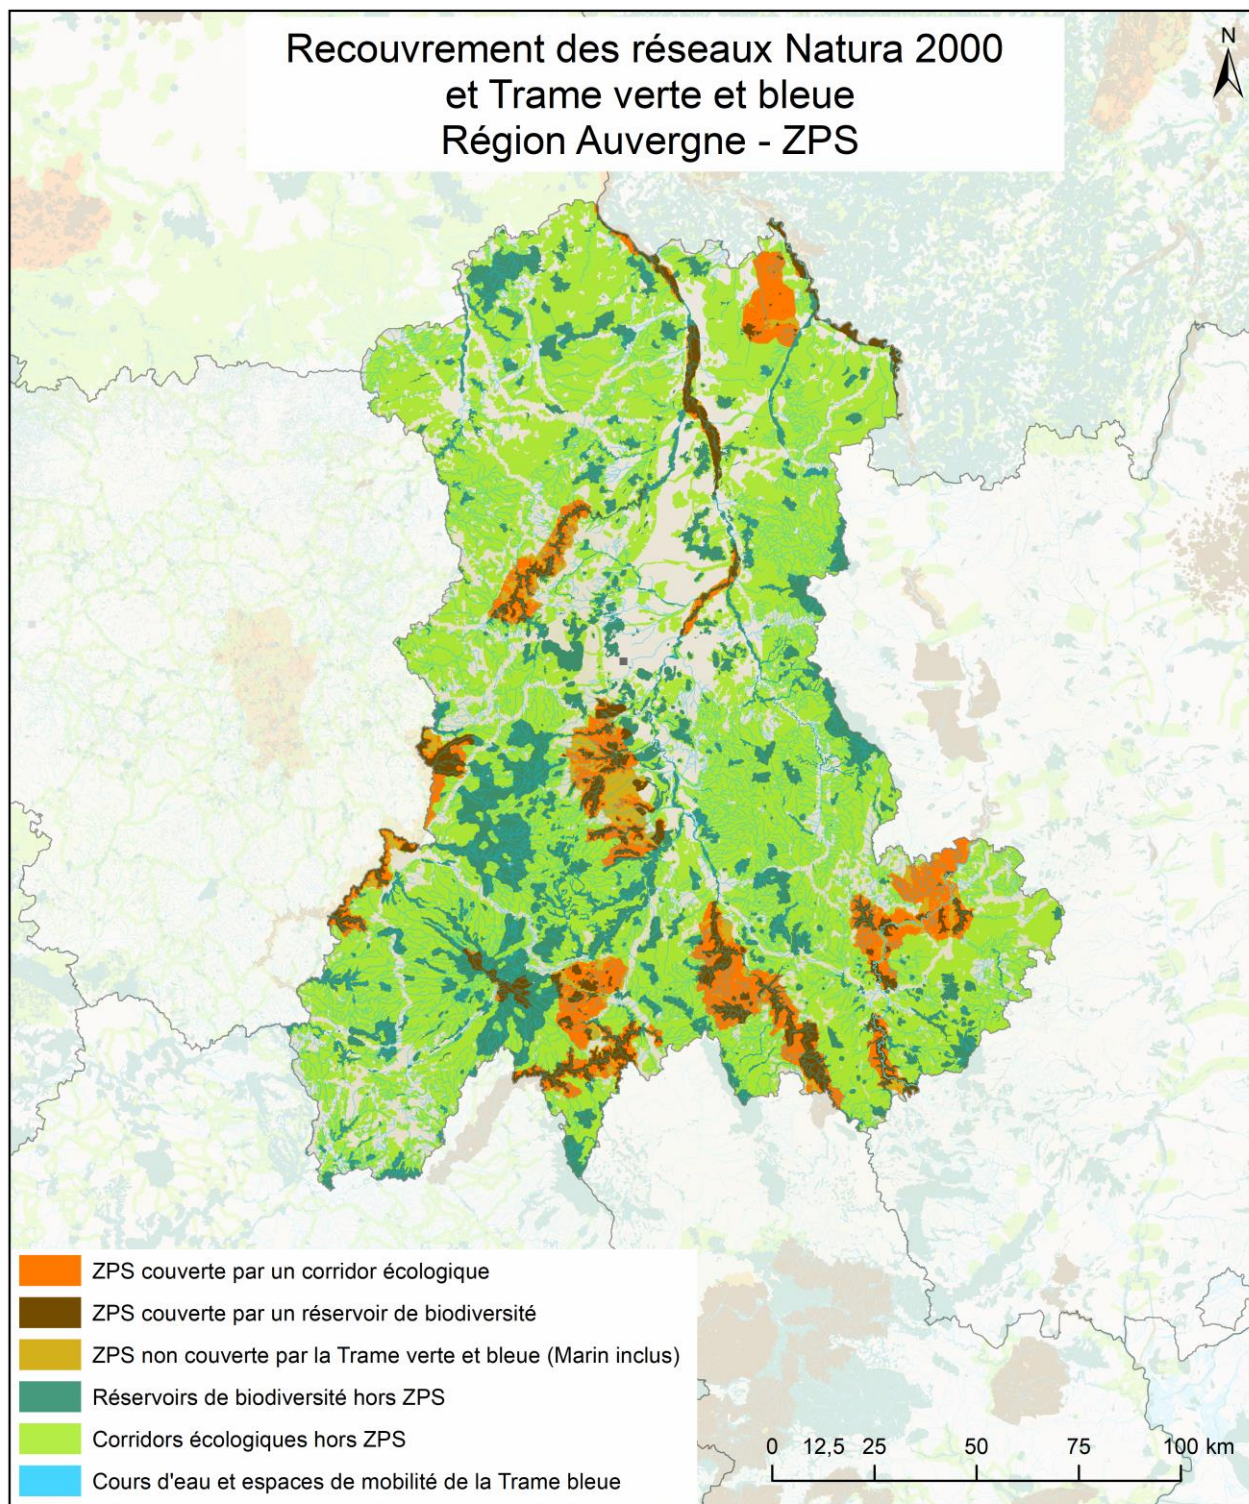 Recouvrement des réseaux Natura 2000
et Trame verte et bleue
Région Auvergne - ZPS
N
ZPS couverte par un corridor écologique
ZPS couverte par un réservoir de biodiversité
ZPS non couverte par la Trame verte et bleue (Marin inclus)
Réservoirs de biodiversité hors ZPS
Corridors écologiques hors ZPS
Cours d'eau et espaces de mobilité de la Trame bleue
0 12,5 25 50 75 100 km